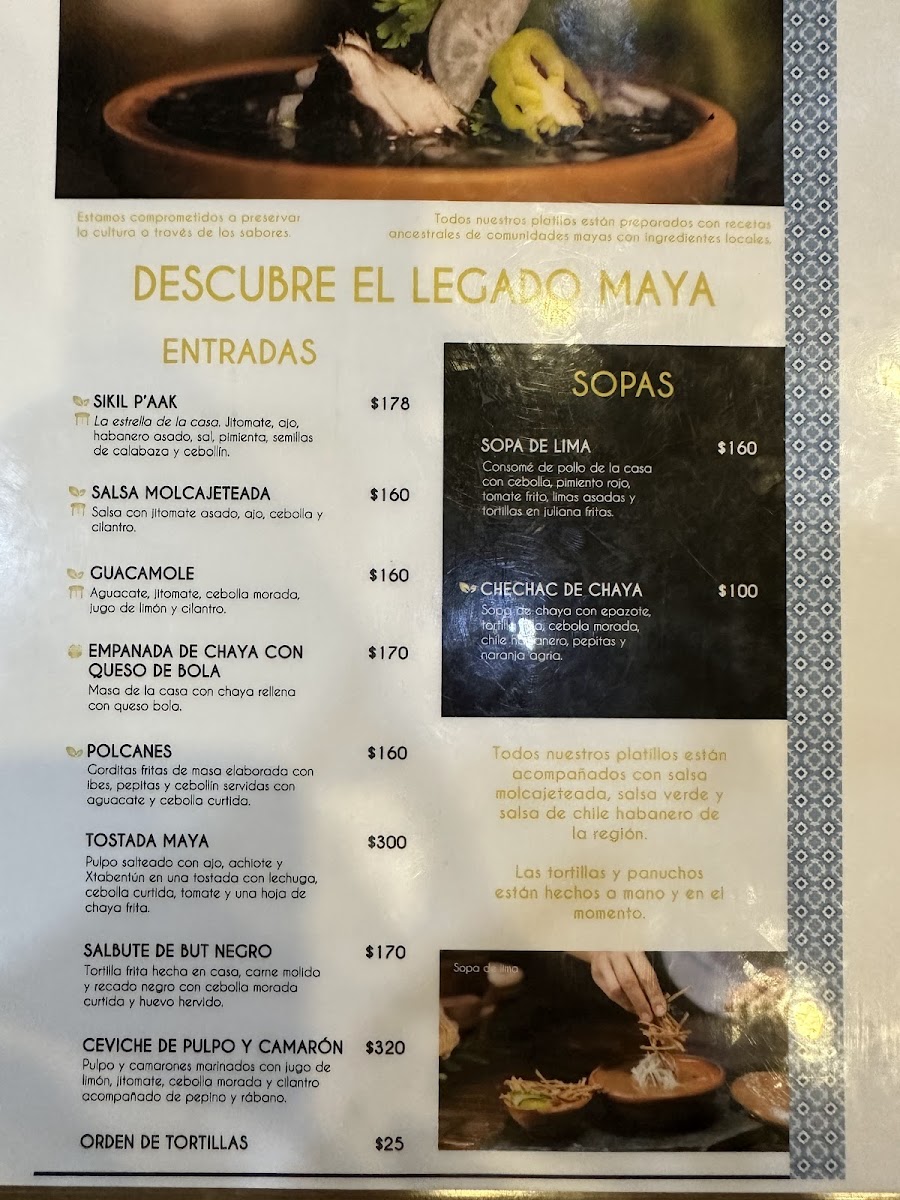 Estamos comprometidos a preservar
la cultura a través de los sabores.
Todos nuestros platillos están preparados con recetas
ancestrales de comunidades mayas con ingredientes locales.
DESCUBRE EL LEGADO MAYA
ENTRADAS
SIKIL P'AAK $178
La estrella de la casa. Jitomate, ajo,
habanero asado, sal, pimienta, semillas
de calabaza y cebollín.
SALSA MOLCAJETEADA $160
Salsa con jitomate asado, ajo, cebolla y
cilantro.
GUACAMOLE $160
Aguacate, jitomate, cebolla morada,
jugo de limón y cilantro.
EMPANADA DE CHAYA CON $170
QUESO DE BOLA
Masa de la casa con chaya rellena
con queso bola.
POLCANES $160
Gorditas fritas de masa elaborada con
ibes, pepitas y cebollín servidas con
aguacate y cebolla curtida.
TOSTADA MAYA $300
Pulpo salteado con ajo, achiote y
Xtabentún en una tostada con lechuga,
cebolla curtida, tomate y una hoja de
chaya frita.
SALBUTE DE BUT NEGRO $170
Tortilla frita hecha en casa, carne molida
y recado negro con cebolla morada
curtida y huevo hervido.
CEVICHE DE PULPO Y CAMARÓN $320
Pulpo y camarones marinados con jugo de
limón, jitomate, cebolla morada y cilantro
acompañado de pepino y rábano.
ORDEN DE TORTILLAS $25
SOPAS
SOPA DE LIMA $160
Consomé de pollo de la casa
con cebolla, pimiento rojo,
tomate frito, limas asadas y
tortillas en juliana fritas.
CHECHAC DE CHAYA $100
Sopa de chaya con epazote,
cebola morada,
chile habanero, pepitas y
naranja agria.
Todos nuestros platillos están
acompañados con salsa
molcajeteada, salsa verde y
salsa de chile habanero de
la región.
Las tortillas y panuchos
están hechos a mano y en el
momento.
Sopa de lima